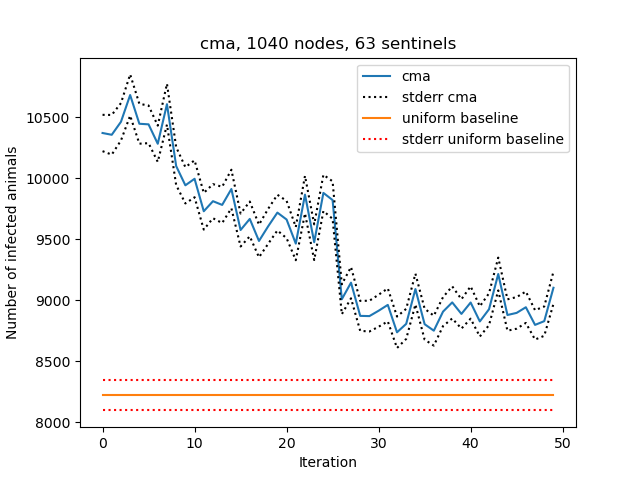 cma, 1040 nodes, 63 sentinels
cma
stderr cma
uniform baseline
stderr uniform baseline
Number of infected animals
10500
10000
9500
9000
8500
8000
0 10 20 30 40 50
Iteration